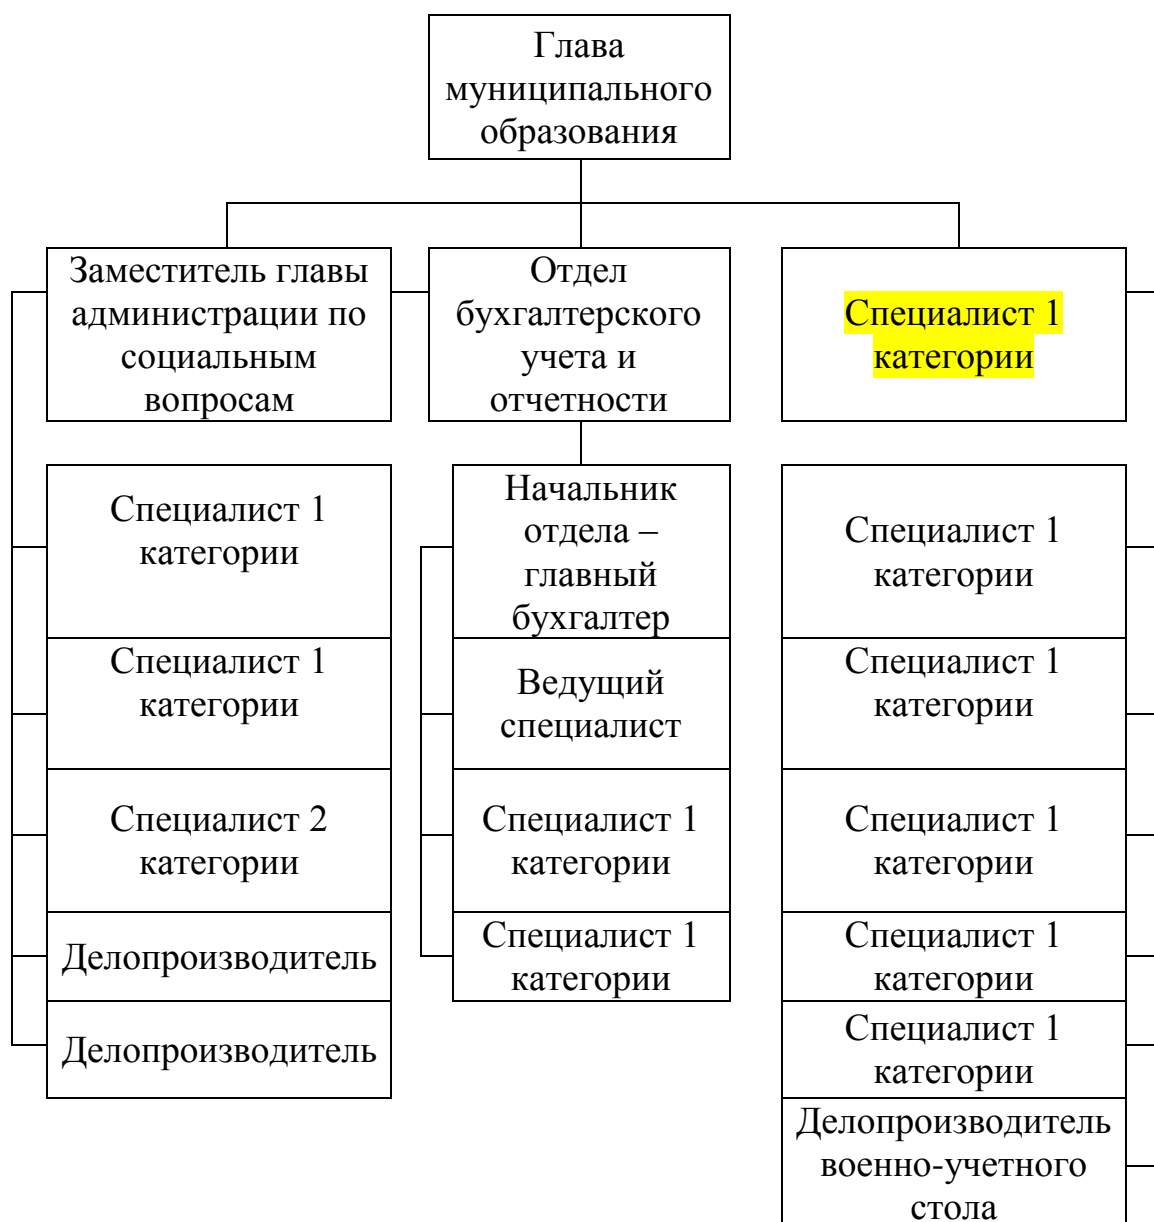 Глава
муниципального
образования
Заместитель главы
администрации по
социальным
вопросам
Отдел
бухгалтерского
учета и
отчетности
Специалист 1
категории
Специалист 1
категории
Специалист 1
категории
Специалист 2
категории
Делопроизводитель
Делопроизводитель
Начальник
отдела –
главный
бухгалтер
Ведущий
специалист
Специалист 1
категории
Специалист 1
категории
Специалист 1
категории
Специалист 1
категории
Специалист 1
категории
Специалист 1
категории
Специалист 1
категории
Делопроизводитель
военно-учетного
стола